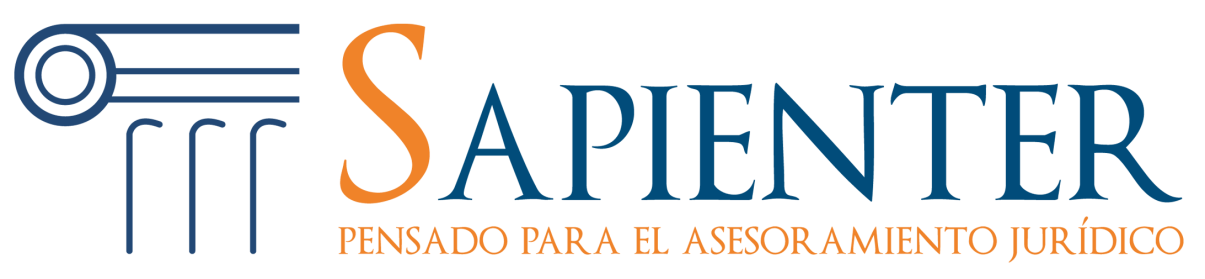 SAPIENTER
PENSADO PARA EL ASESORAMIENTO JURÍDICO